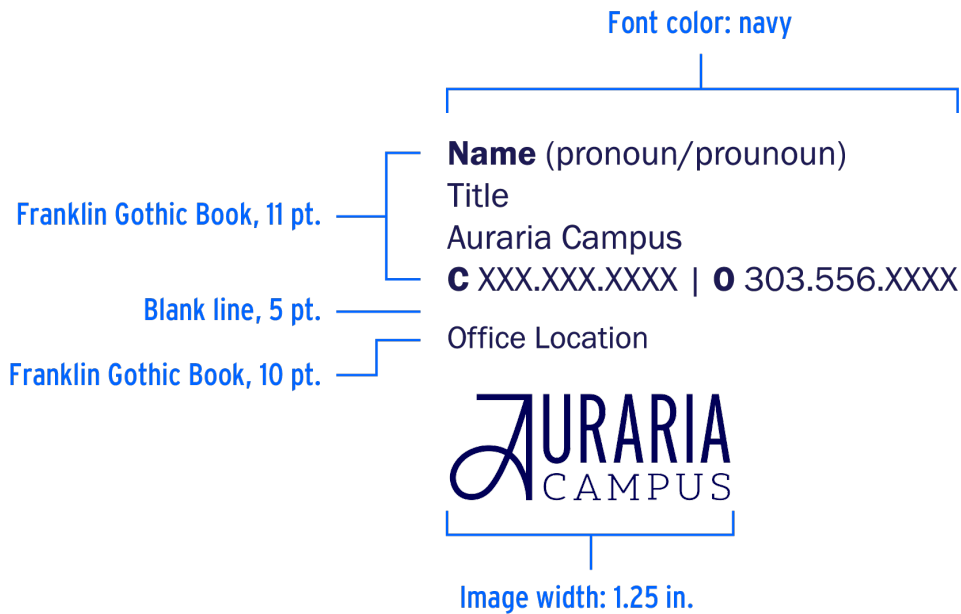 Font color: navy
Name (pronoun/prounoun)
Title
Auraria Campus
C XXX.XXX.XXXX | O 303.556.XXXX
Franklin Gothic Book, 11 pt.
Blank line, 5 pt.
Office Location
Franklin Gothic Book, 10 pt.
AURARIA
CAMPUS
Image width: 1.25 in.